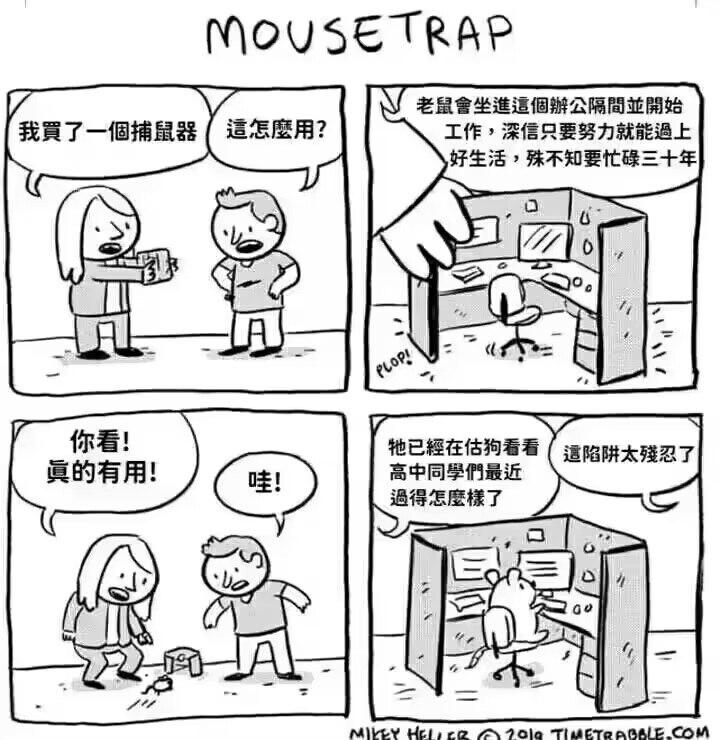 MOUSETRAP
我買了一個捕鼠器
這怎麼用?
老鼠會坐進這個辦公隔間並開始
工作，深信只要努力就能過上
好生活，殊不知要忙碌三十年
PLOP!
你看!
真的有用!
哇!
牠已經在估狗看看
高中同學們最近
過得怎麼樣了
這陷阱太殘忍了
MIKEY HELLER © 2019 TIMETRABBLE.COM